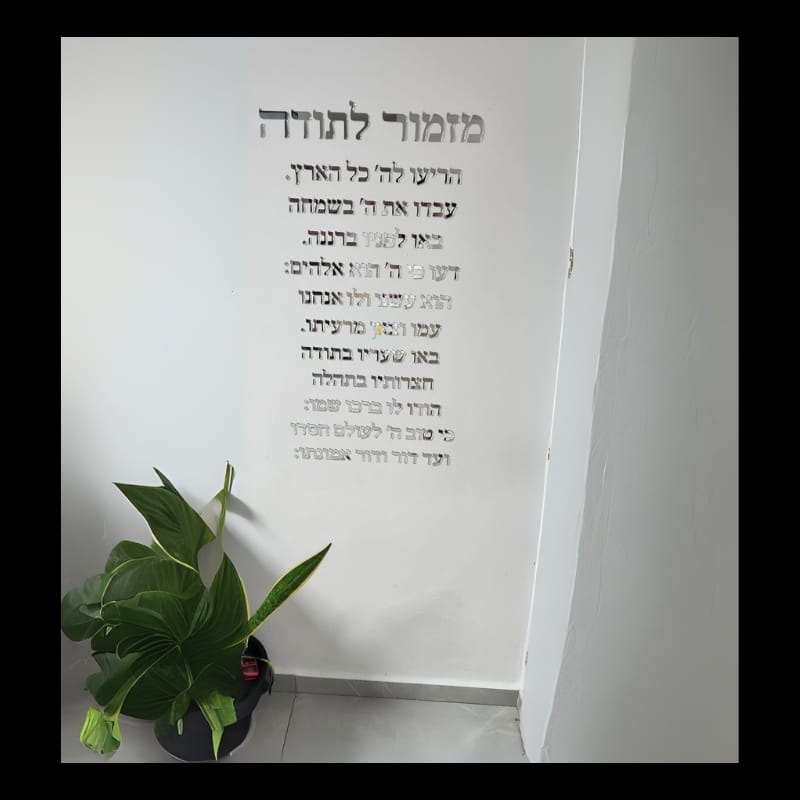 מזמור לתודה
הריעו לה' כל הארץ.
עבדו את ה' בשמחה
באו לפניו ברננה.
דעו כי ה' הוא אלהים:
הוא עשנו ולו אנחנו
עמו וצאן מרעיתו.
באו שעריו בתודה
חצרותיו בתהלה
הודו לו ברכו שמו:
כי טוב ה' לעולם חסדו
ועד דור ודור אמונתו: